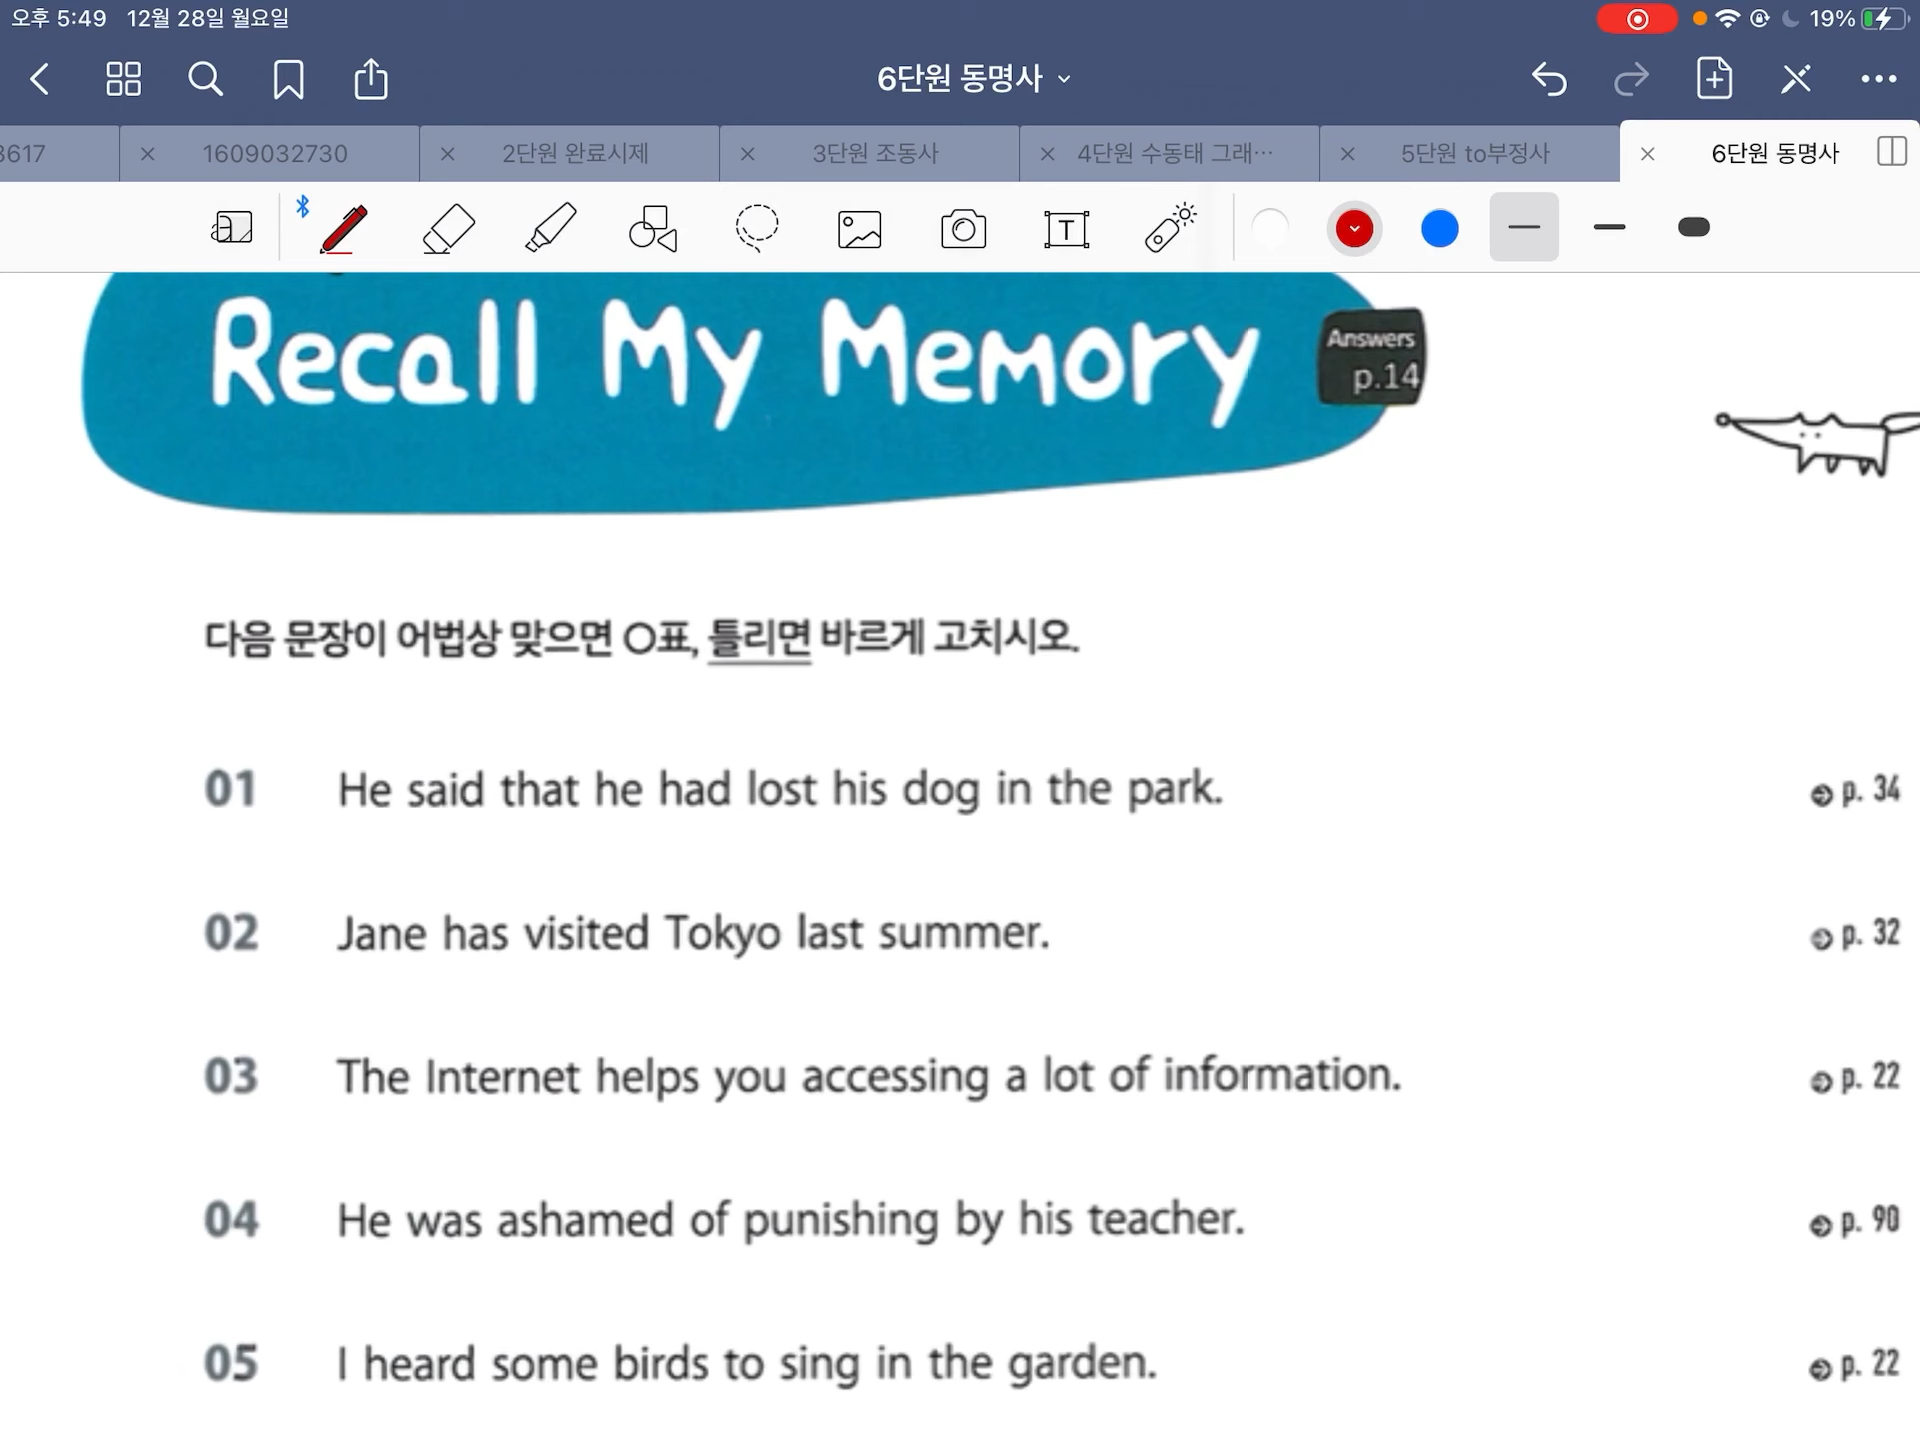 오후 5:49 12월 28일 월요일 19%
6단원 동명사
3617 1609032730 2단원 완료시제 3단원 조동사 4단원 수동태 그래… 5단원 to부정사 6단원 동명사
T
Recall My Memory
Answers
p.14
다음 문장이 어법상 맞으면 O표, 틀리면 바르게 고치시오.
01 He said that he had lost his dog in the park. p. 34
02 Jane has visited Tokyo last summer. p. 32
03 The Internet helps you accessing a lot of information. p. 22
04 He was ashamed of punishing by his teacher. p. 90
05 I heard some birds to sing in the garden. p. 22